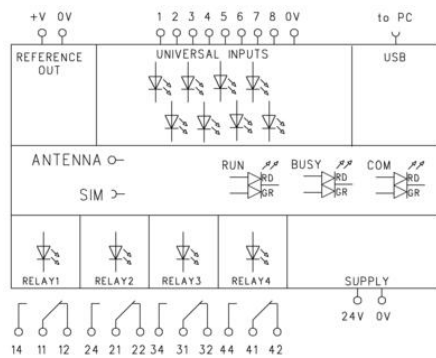 +V 0V 1 2 3 4 5 6 7 8 0V to PC
REFERENCE OUT UNIVERSAL INPUTS USB
ANTENNA RUN RD GR BUSY RD GR COM RD GR
SIM
RELAY1 RELAY2 RELAY3 RELAY4 SUPPLY
24V 0V
14 11 12 24 21 22 34 31 32 44 41 42